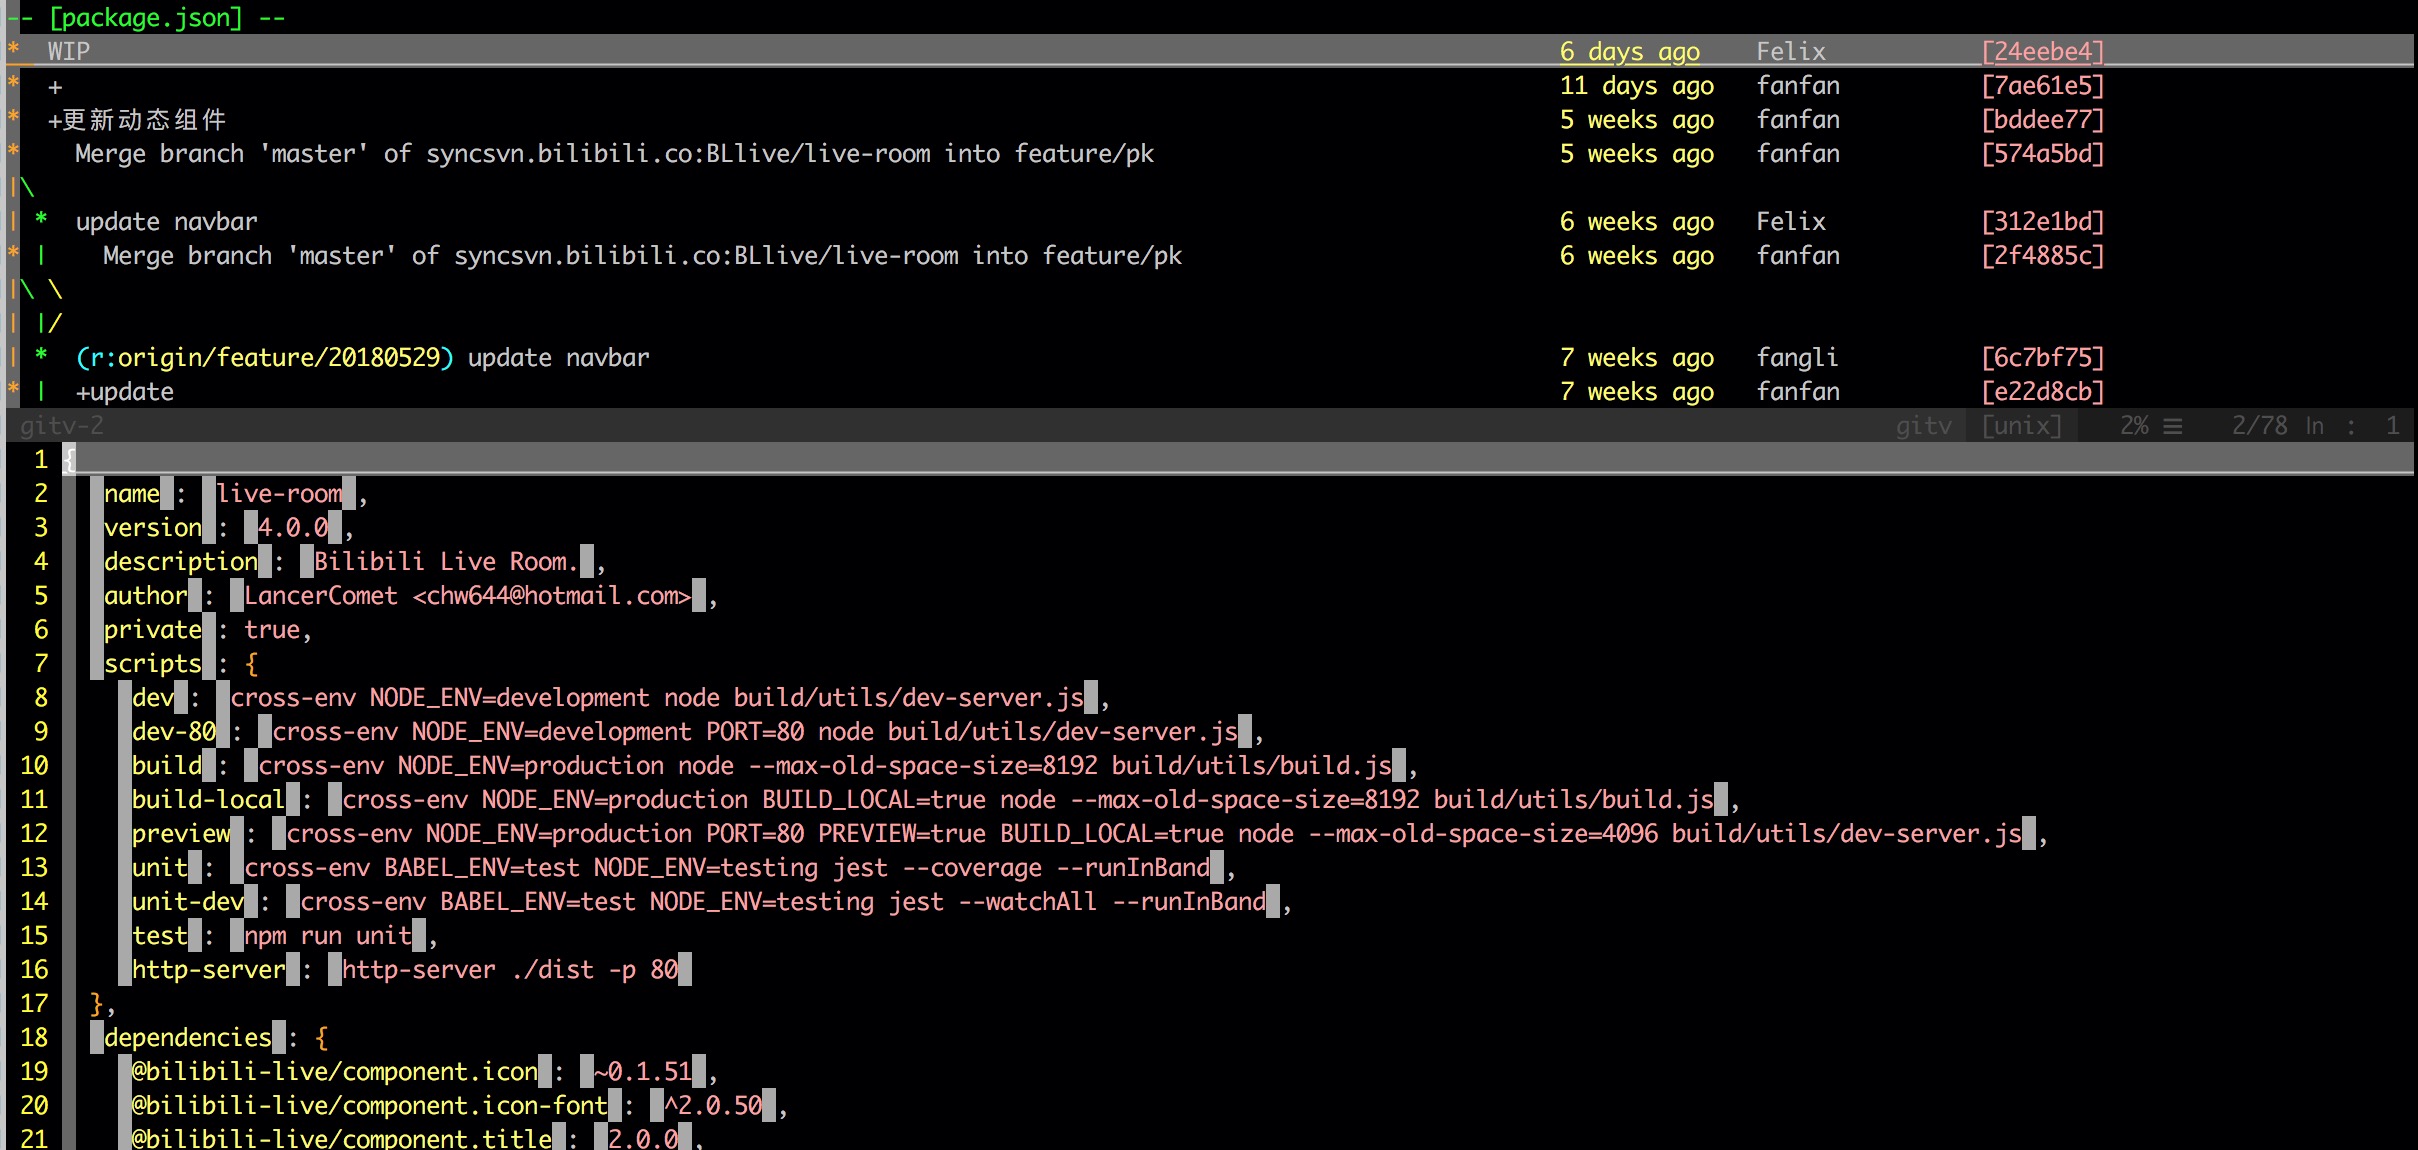 -- [package.json] --
* WIP 6 days ago Felix [24eebe4]
* + 11 days ago fanfan [7ae61e5]
* +更新动态组件 5 weeks ago fanfan [bddee77]
* Merge branch 'master' of syncsvn.bilibili.co:BLlive/live-room into feature/pk 5 weeks ago fanfan [574a5bd]
|\
| * update navbar 6 weeks ago Felix [312e1bd]
* | Merge branch 'master' of syncsvn.bilibili.co:BLlive/live-room into feature/pk 6 weeks ago fanfan [2f4885c]
|\ \
| |/
| * (r:origin/feature/20180529) update navbar 7 weeks ago fangli [6c7bf75]
* | +update 7 weeks ago fanfan [e22d8cb]
gitv-2 gitv [unix] 2% ☰ 2/78 ln : 1
1 {
2 name : live-room ,
3 version : 4.0.0 ,
4 description : Bilibili Live Room. ,
5 author : LancerComet <chw644@hotmail.com> ,
6 private : true,
7 scripts : {
8 dev : cross-env NODE_ENV=development node build/utils/dev-server.js ,
9 dev-80 : cross-env NODE_ENV=development PORT=80 node build/utils/dev-server.js ,
10 build : cross-env NODE_ENV=production node --max-old-space-size=8192 build/utils/build.js ,
11 build-local : cross-env NODE_ENV=production BUILD_LOCAL=true node --max-old-space-size=8192 build/utils/build.js ,
12 preview : cross-env NODE_ENV=production PORT=80 PREVIEW=true BUILD_LOCAL=true node --max-old-space-size=4096 build/utils/dev-server.js ,
13 unit : cross-env BABEL_ENV=test NODE_ENV=testing jest --coverage --runInBand ,
14 unit-dev : cross-env BABEL_ENV=test NODE_ENV=testing jest --watchAll --runInBand ,
15 test : npm run unit ,
16 http-server : http-server ./dist -p 80
17 },
18 dependencies : {
19 @bilibili-live/component.icon : ~0.1.51 ,
20 @bilibili-live/component.icon-font : ^2.0.50 ,
21 @bilibili-live/component.title : 2.0.0 ,